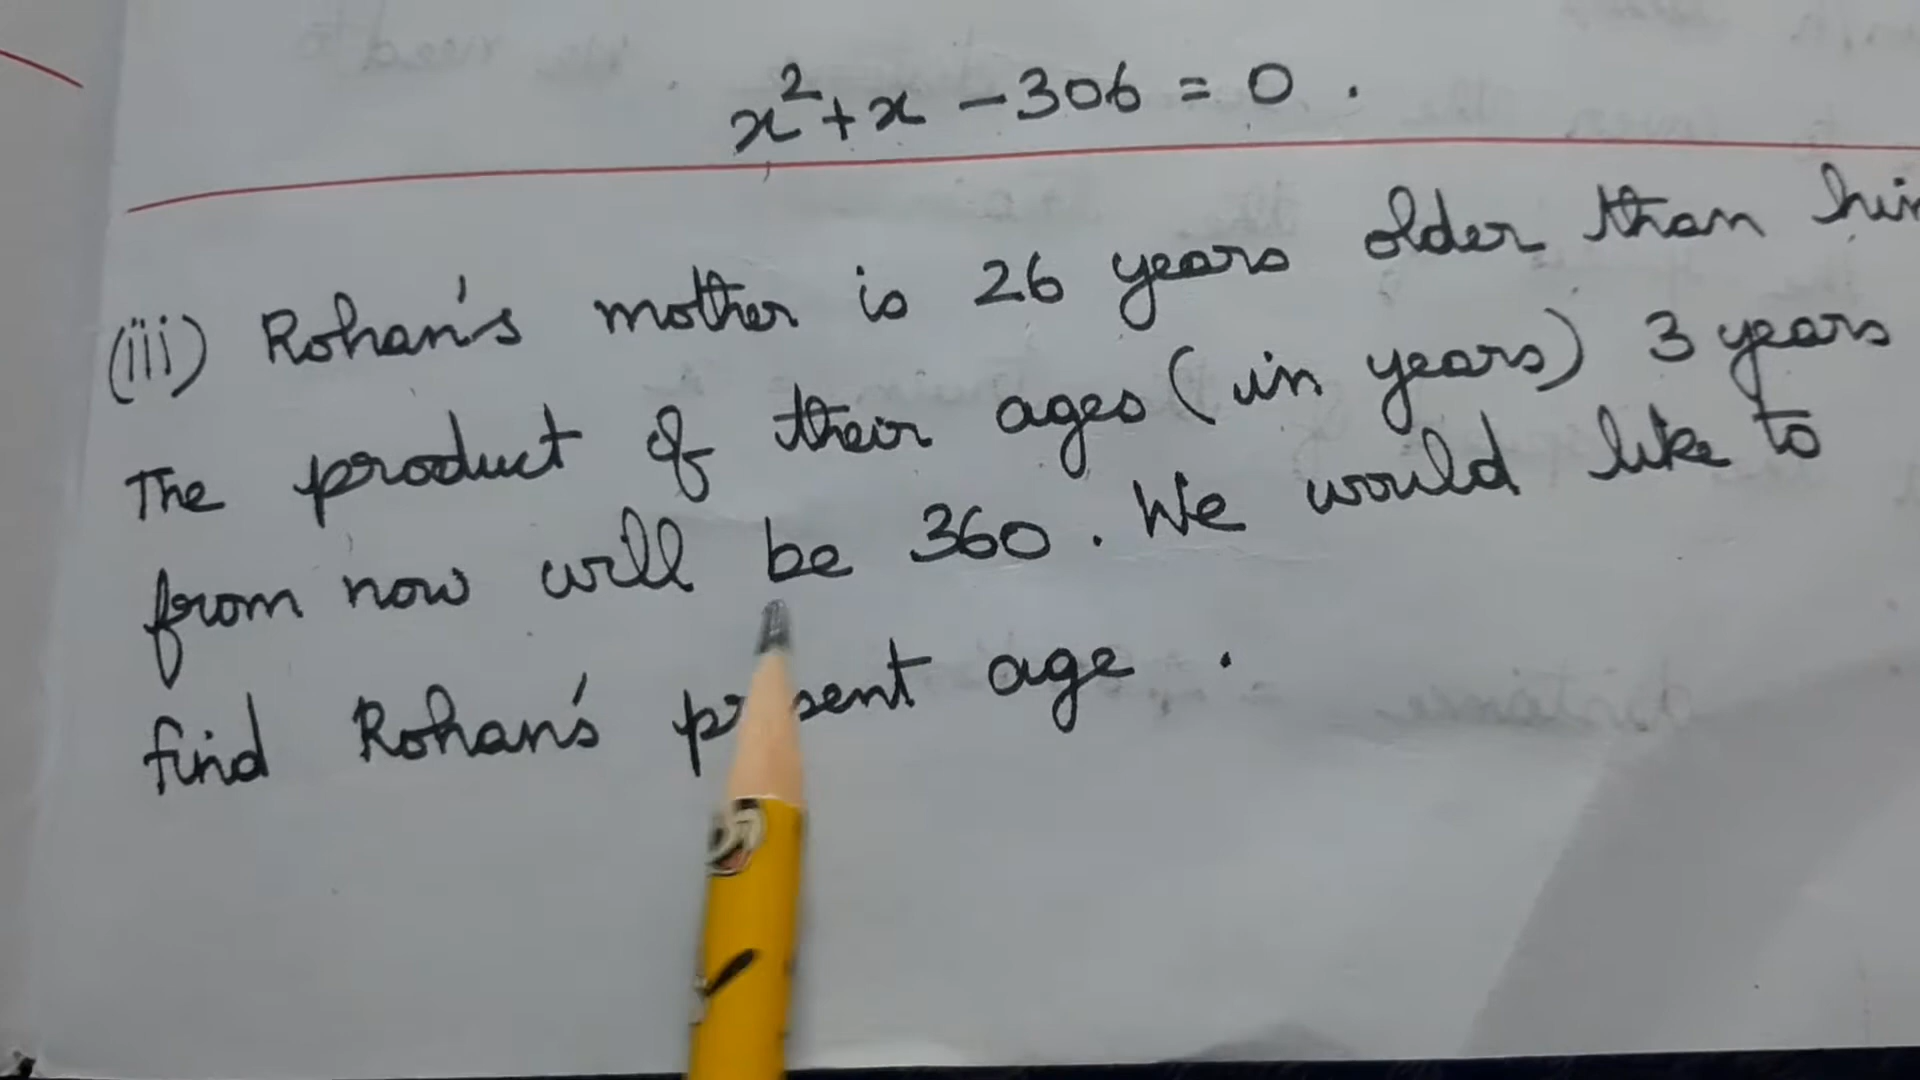 x² + x - 306 = 0 .
(iii) Rohan's mother is 26 years older than
The product of their ages (in years) 3 years
from now will be 360 . We would like to
find Rohan's present age .